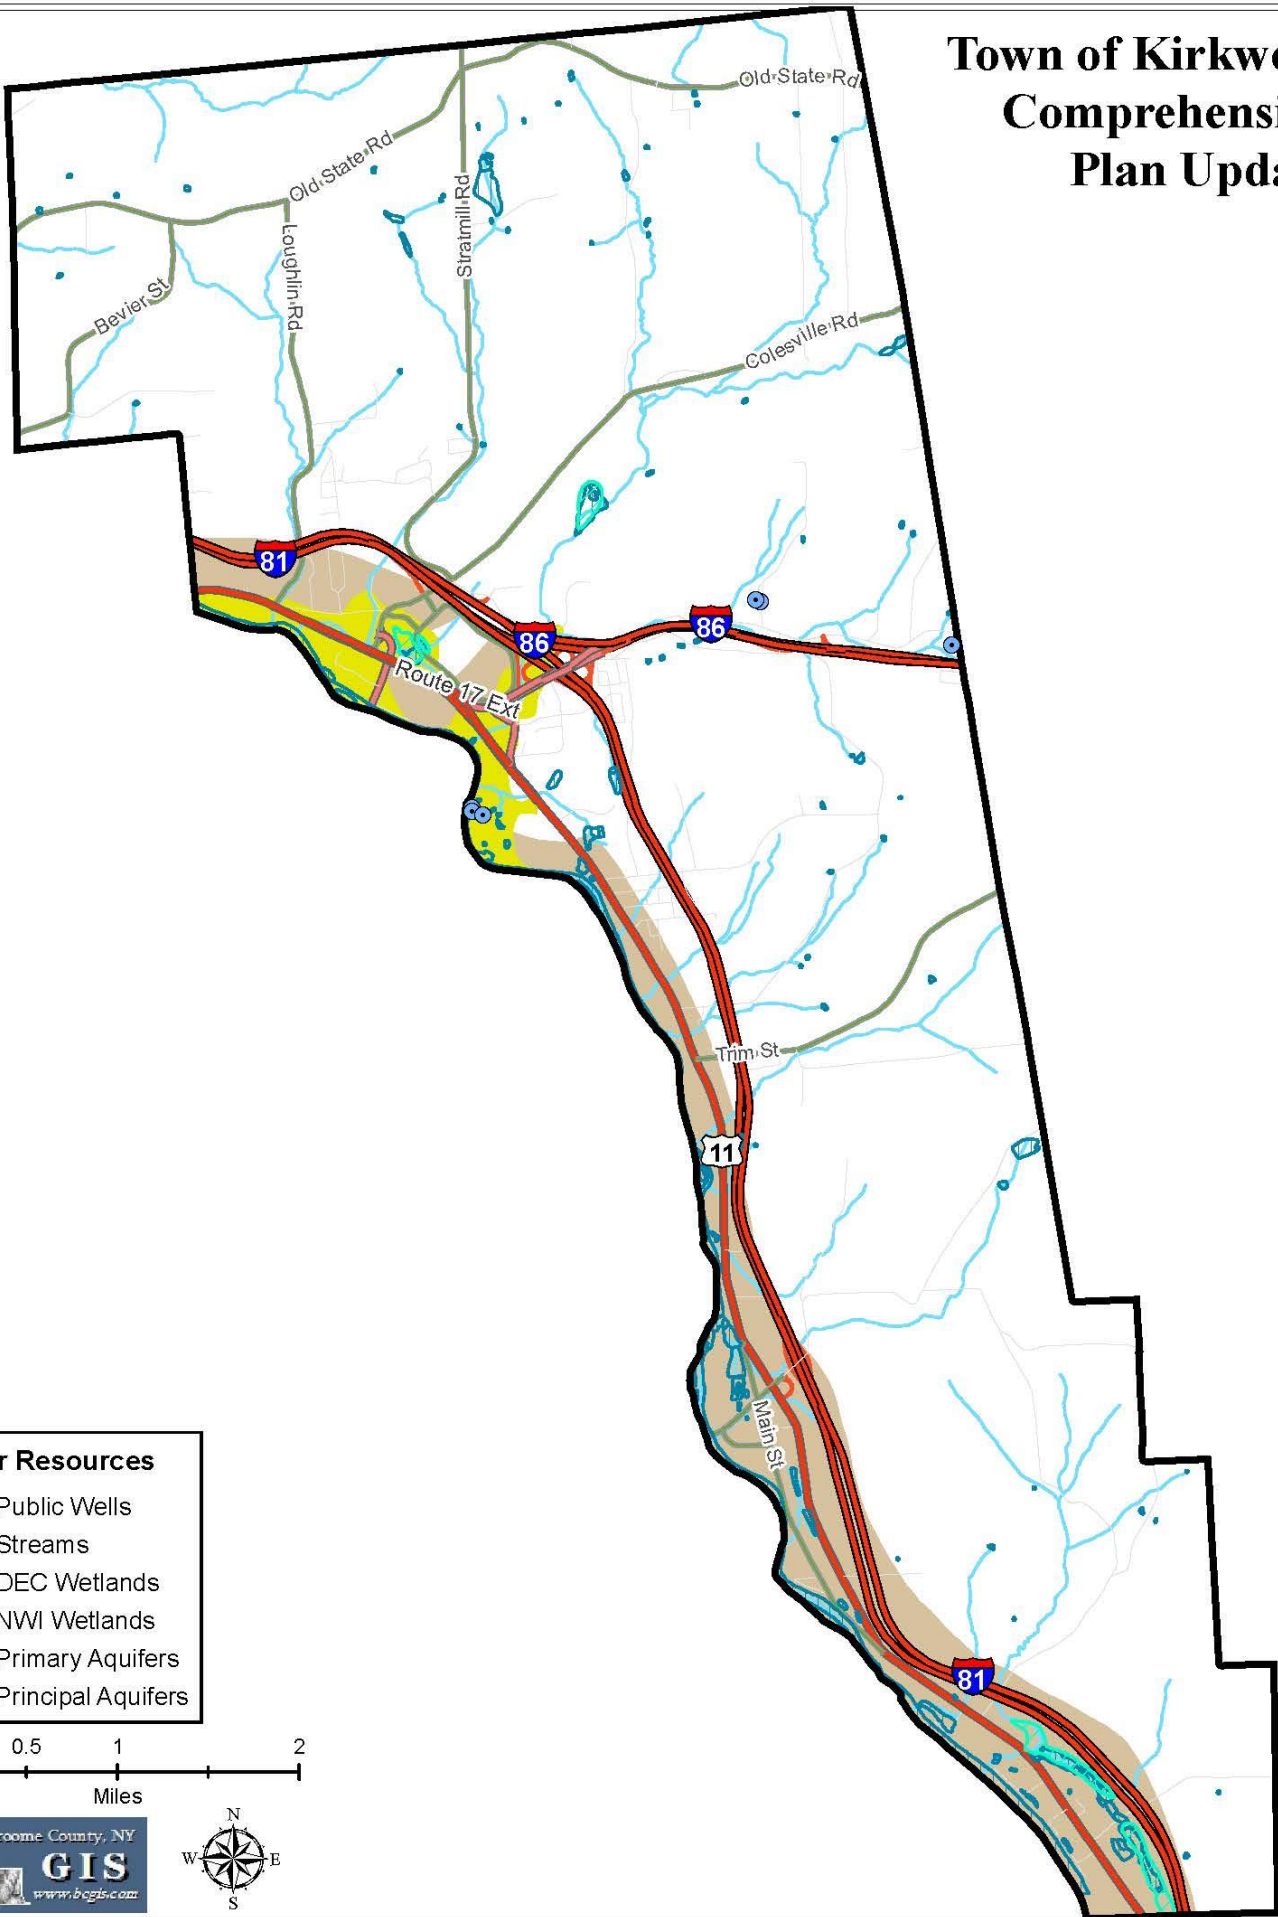 Town of Kirkwo
Comprehensi
Plan Upda
Old State Rd
Old State Rd
Stratmill Rd
Loughlin Rd
Bevier St
Colesville Rd
81
86
86
Route 17 Ext
Trim St
11
Main St
81
r Resources
Public Wells
Streams
DEC Wetlands
NWI Wetlands
Primary Aquifers
Principal Aquifers
0.5 1 2
Miles
roome County, NY
GIS
www.bcgis.com
N
W E
S